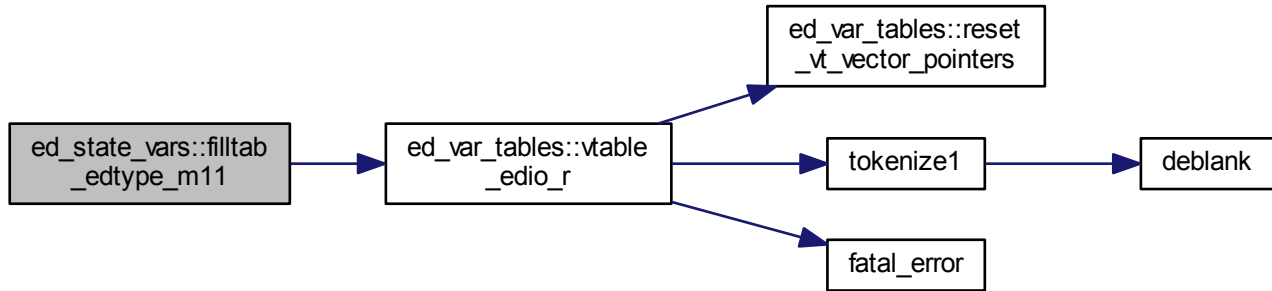 ed_state_vars::filltab
_edtype_m11
ed_var_tables::vtable
_edio_r
ed_var_tables::reset
_vt_vector_pointers
tokenize1
deblank
fatal_error